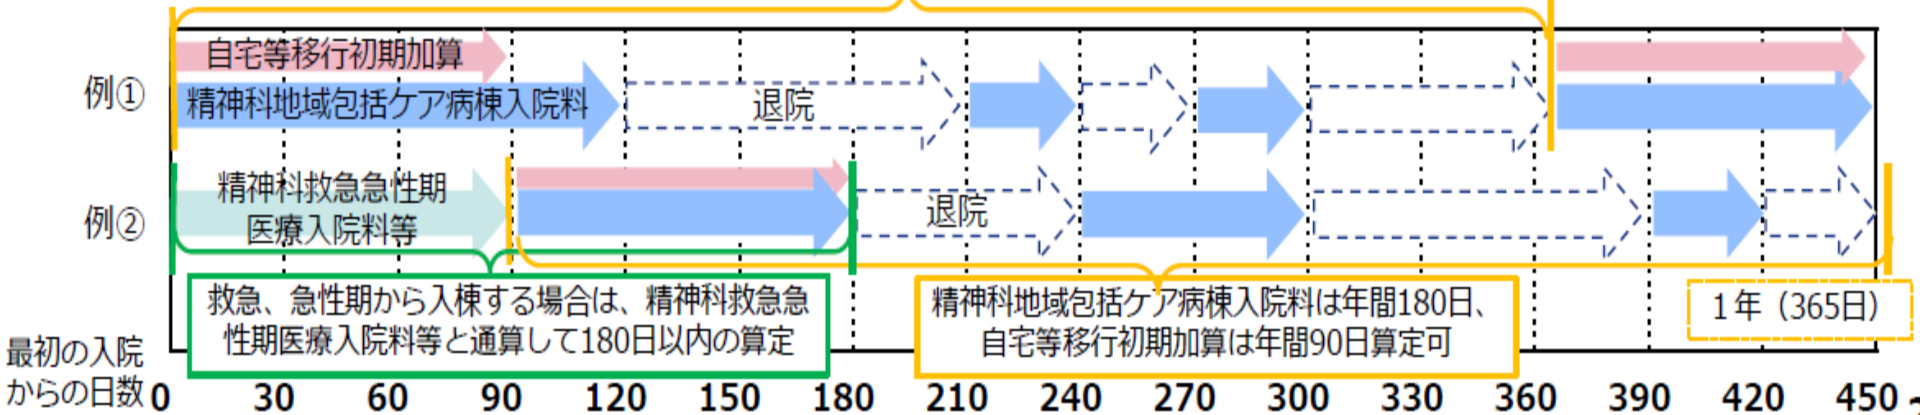 自宅等移行初期加算
例①
精神科地域包括ケア病棟入院料
退院
精神科救急急性期
医療入院料等
例②
退院
救急、急性期から入棟する場合は、精神科救急急
性期医療入院料等と通算して180日以内の算定
精神科地域包括ケア病棟入院料は年間180日、
自宅等移行初期加算は年間90日算定可
1年（365日）
最初の入院
からの日数
0 30 60 90 120 150 180 210 240 270 300 330 360 390 420 450